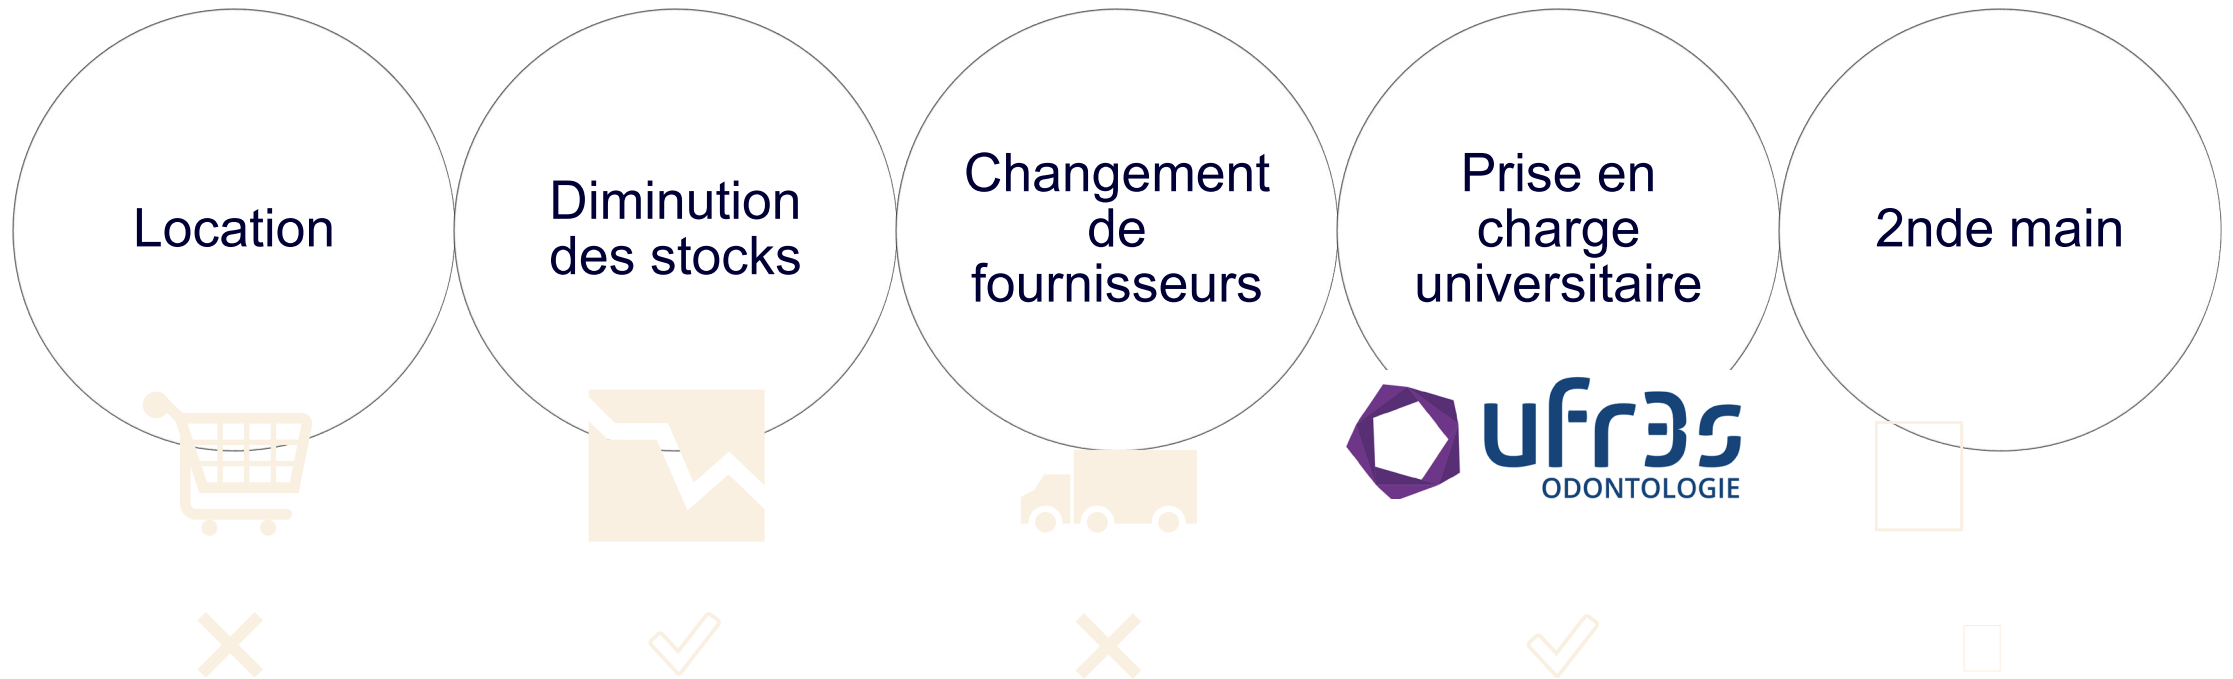 Location
Diminution
des stocks
Changement
de
fournisseurs
Prise en
charge
universitaire
2nde main
ufr3s
ODONTOLOGIE